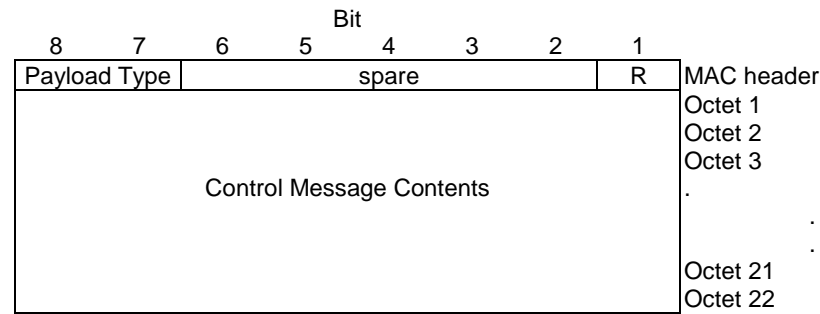 Bit
8 7 6 5 4 3 2 1
Payload Type spare R MAC header
Octet 1
Octet 2
Octet 3
Control Message Contents .
.
.
Octet 21
Octet 22